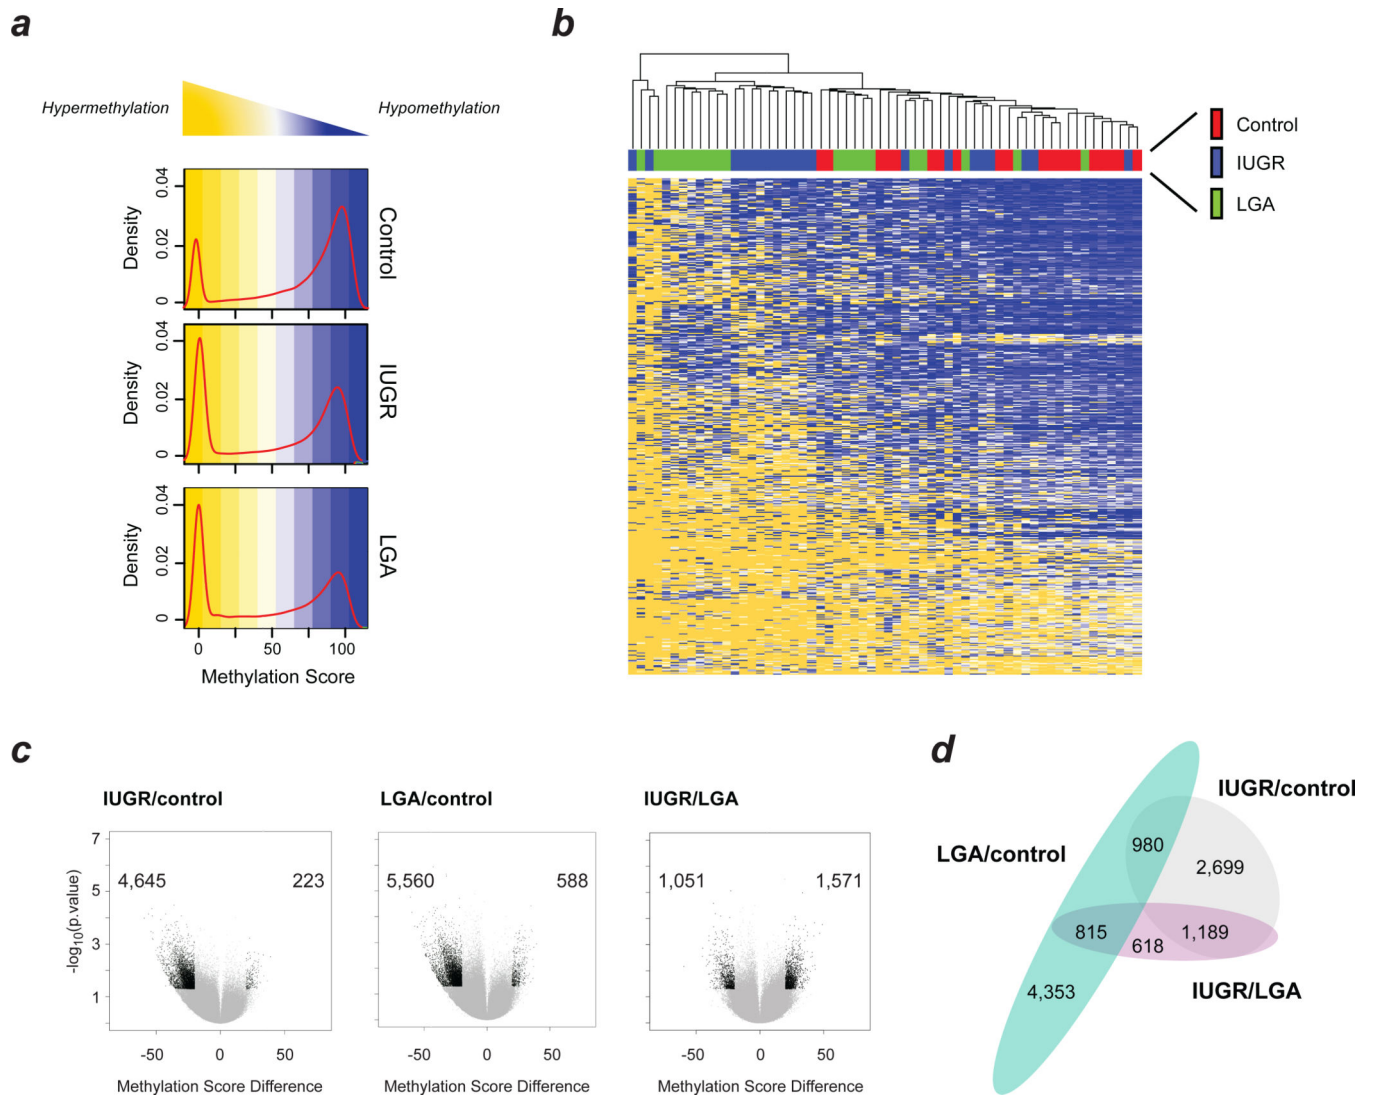 a
Hypermethylation
Hypomethylation
0.04
0.02
0
Density
Control
0.04
0.02
0
Density
IUGR
0.04
0.02
0
Density
LGA
0 50 100
Methylation Score
b
Control
IUGR
LGA
c
IUGR/control
LGA/control
IUGR/LGA
7
5
3
1
-log10(p.value)
4,645 223
5,560 588
1,051 1,571
-50 0 50
-50 0 50
-50 0 50
Methylation Score Difference
Methylation Score Difference
Methylation Score Difference
d
IUGR/control
LGA/control
980
2,699
815
618
1,189
4,353
IUGR/LGA